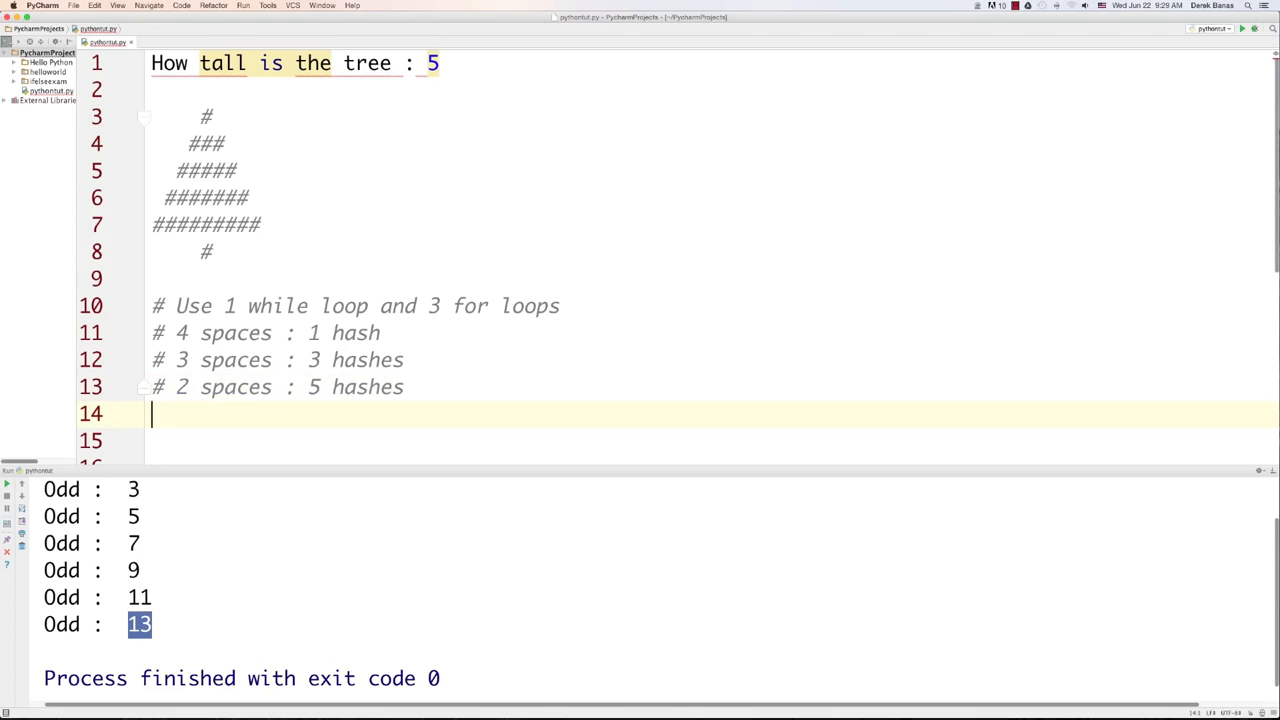 PyCharm File Edit View Navigate Code Refactor Run Tools VCS Window Help 10 Wed Jun 22 9:29 AM Derek Banas
pythontut.py - PycharmProjects - [~/PycharmProjects]
PycharmProjects pythontut.py pythontut
pythontut.py
PycharmProject
Hello Python
helloworld
ifelseexam
pythontut.py
External Librarie
1 How tall is the tree : 5
2
3 #
4 ###
5 #####
6 #######
7 #########
8 #
9
10 # Use 1 while loop and 3 for loops
11 # 4 spaces : 1 hash
12 # 3 spaces : 3 hashes
13 # 2 spaces : 5 hashes
14
15
Run pythontut
Odd : 3
Odd : 5
Odd : 7
Odd : 9
Odd : 11
Odd : 13
Process finished with exit code 0
14:1 LF÷ UTF-8÷